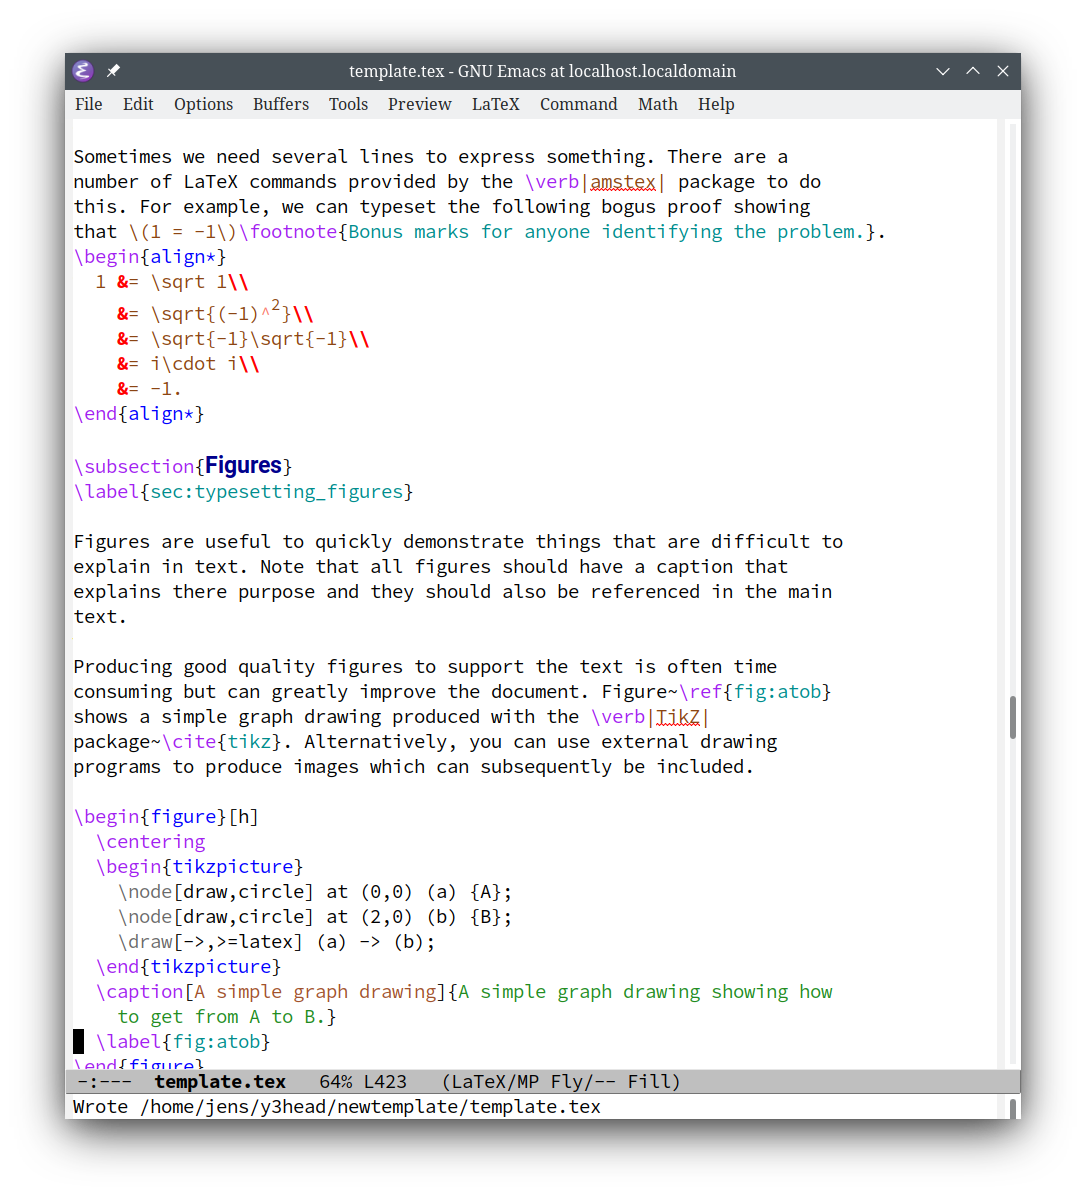 template.tex - GNU Emacs at localhost.localdomain
File Edit Options Buffers Tools Preview LaTeX Command Math Help
Sometimes we need several lines to express something. There are a
number of LaTeX commands provided by the \verb|amstex| package to do
this. For example, we can typeset the following bogus proof showing
that \(1 = -1\)\footnote{Bonus marks for anyone identifying the problem.}.
\begin{align*}
  1 &= \sqrt 1\\
    &= \sqrt{(-1)^2}\\
    &= \sqrt{-1}\sqrt{-1}\\
    &= i\cdot i\\
    &= -1.
\end{align*}
\subsection{Figures}
\label{sec:typesetting_figures}
Figures are useful to quickly demonstrate things that are difficult to
explain in text. Note that all figures should have a caption that
explains there purpose and they should also be referenced in the main
text.
Producing good quality figures to support the text is often time
consuming but can greatly improve the document. Figure~\ref{fig:atob}
shows a simple graph drawing produced with the \verb|TikZ|
package~\cite{tikz}. Alternatively, you can use external drawing
programs to produce images which can subsequently be included.
\begin{figure}[h]
  \centering
  \begin{tikzpicture}
    \node[draw,circle] at (0,0) (a) {A};
    \node[draw,circle] at (2,0) (b) {B};
    \draw[->,>=latex] (a) -> (b);
  \end{tikzpicture}
  \caption[A simple graph drawing]{A simple graph drawing showing how
    to get from A to B.}
  \label{fig:atob}
\end{figure}
-:---  template.tex   64% L423   (LaTeX/MP Fly/-- Fill)
Wrote /home/jens/y3head/newtemplate/template.tex